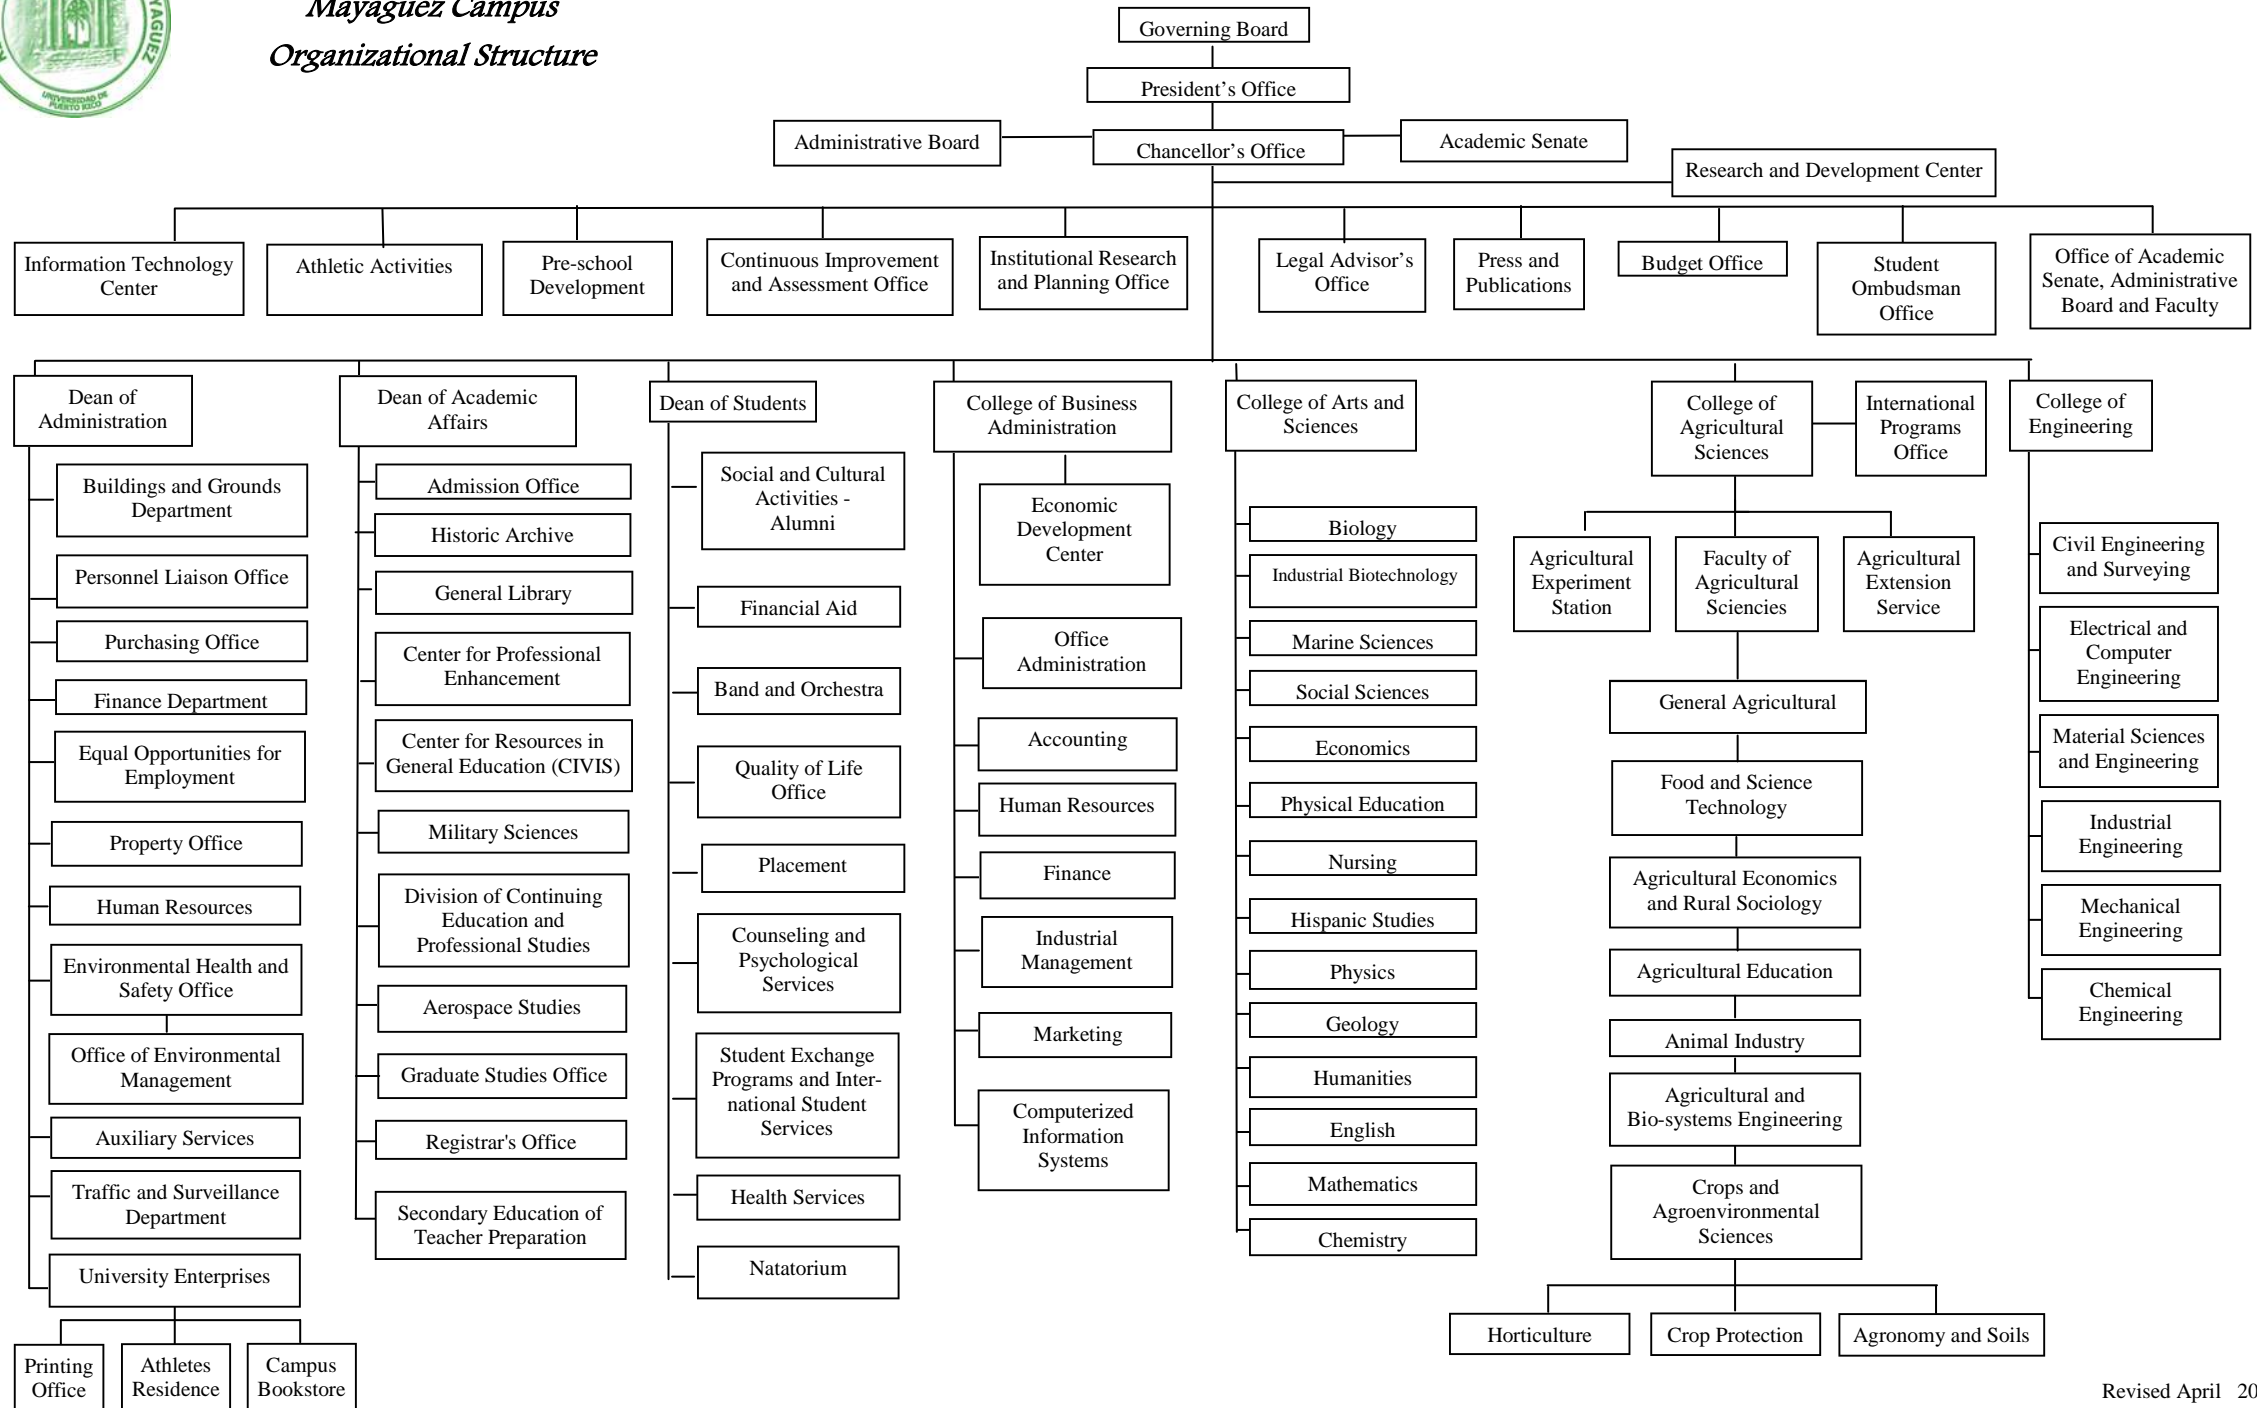 Mayagüez Campus
Organizational Structure
YAGUEZ
UNIVERSIDAD DE
PUERTO RICO
Governing Board
President’s Office
Administrative Board
Chancellor’s Office
Academic Senate
Research and Development Center
Information Technology
Center
Athletic Activities
Pre-school
Development
Continuous Improvement
and Assessment Office
Institutional Research
and Planning Office
Legal Advisor’s
Office
Press and
Publications
Budget Office
Student
Ombudsman
Office
Office of Academic
Senate, Administrative
Board and Faculty
Dean of
Administration
Buildings and Grounds
Department
Personnel Liaison Office
Purchasing Office
Finance Department
Equal Opportunities for
Employment
Property Office
Human Resources
Environmental Health and
Safety Office
Office of Environmental
Management
Auxiliary Services
Traffic and Surveillance
Department
University Enterprises
Printing
Office
Athletes
Residence
Campus
Bookstore
Dean of Academic
Affairs
Admission Office
Historic Archive
General Library
Center for Professional
Enhancement
Center for Resources in
General Education (CIVIS)
Military Sciences
Division of Continuing
Education and
Professional Studies
Aerospace Studies
Graduate Studies Office
Registrar's Office
Secondary Education of
Teacher Preparation
Dean of Students
Social and Cultural
Activities -
Alumni
Financial Aid
Band and Orchestra
Quality of Life
Office
Placement
Counseling and
Psychological
Services
Student Exchange
Programs and Inter-
national Student
Services
Health Services
Natatorium
College of Business
Administration
Economic
Development
Center
Office
Administration
Accounting
Human Resources
Finance
Industrial
Management
Marketing
Computerized
Information
Systems
College of Arts and
Sciences
Biology
Industrial Biotechnology
Marine Sciences
Social Sciences
Economics
Physical Education
Nursing
Hispanic Studies
Physics
Geology
Humanities
English
Mathematics
Chemistry
College of
Agricultural
Sciences
International
Programs
Office
Agricultural
Experiment
Station
Faculty of
Agricultural
Sciencies
Agricultural
Extension
Service
General Agricultural
Food and Science
Technology
Agricultural Economics
and Rural Sociology
Agricultural Education
Animal Industry
Agricultural and
Bio-systems Engineering
Crops and
Agroenvironmental
Sciences
Horticulture
Crop Protection
Agronomy and Soils
College of
Engineering
Civil Engineering
and Surveying
Electrical and
Computer
Engineering
Material Sciences
and Engineering
Industrial
Engineering
Mechanical
Engineering
Chemical
Engineering
Revised April 20